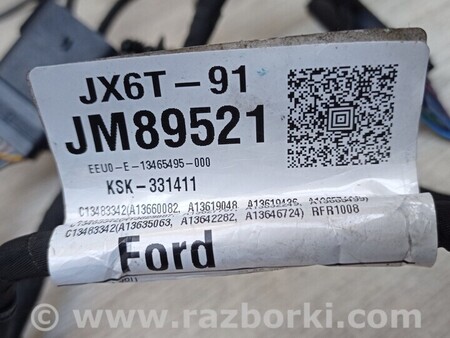 JX6T-91
JM89521
EEU0-E-13465495-000
KSK-331411
C13483342(A13660082, A13619048
C13483342(A13635063, A13642282, A13646724) RFR1008
Ford
www.razborki.com